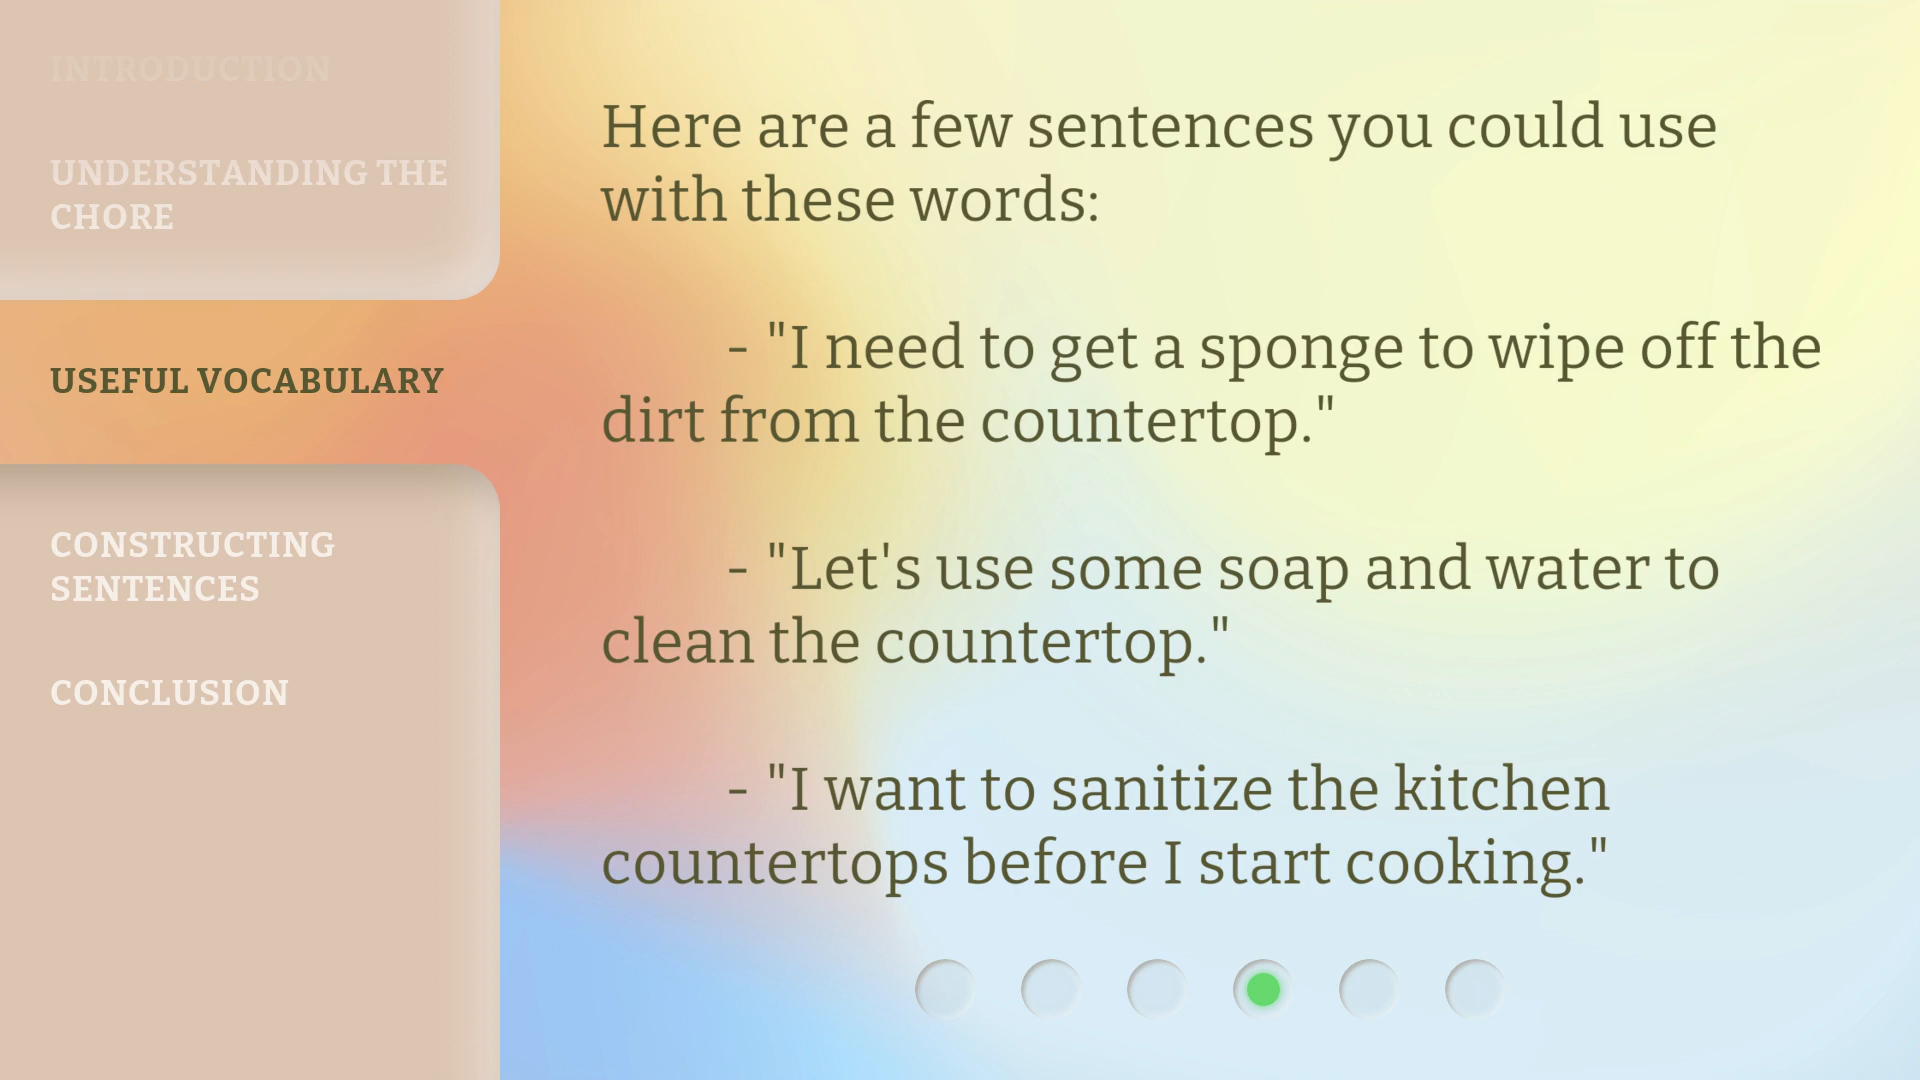 INTRODUCTION
UNDERSTANDING THE
CHORE
USEFUL VOCABULARY
CONSTRUCTING
SENTENCES
CONCLUSION
Here are a few sentences you could use
with these words:
- "I need to get a sponge to wipe off the
dirt from the countertop."
- "Let's use some soap and water to
clean the countertop."
- "I want to sanitize the kitchen
countertops before I start cooking."